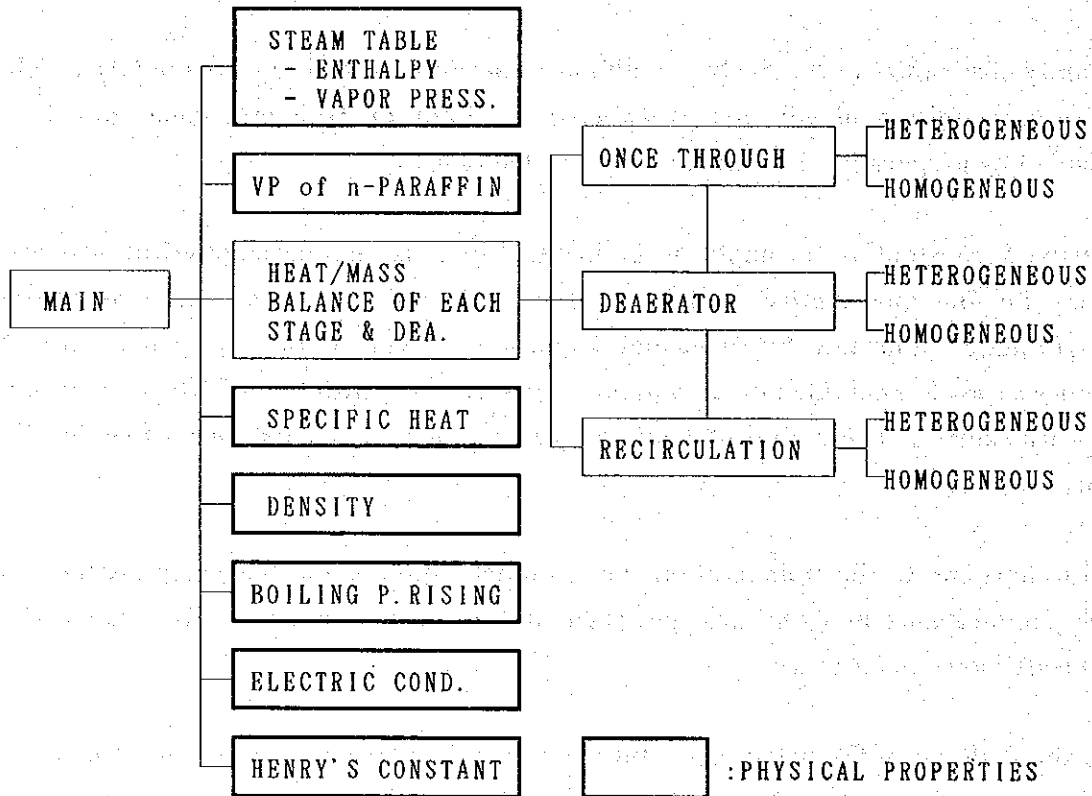 STEAM TABLE
- ENTHALPY
- VAPOR PRESS.
VP of n-PARAFFIN
MAIN
HEAT/MASS
BALANCE OF EACH
STAGE & DEA.
SPECIFIC HEAT
DENSITY
BOILING P.RISING
ELECTRIC COND.
HENRY'S CONSTANT
ONCE THROUGH
HETEROGENEOUS
HOMOGENEOUS
DEAERATOR
HETEROGENEOUS
HOMOGENEOUS
RECIRCULATION
HETEROGENEOUS
HOMOGENEOUS
:PHYSICAL PROPERTIES